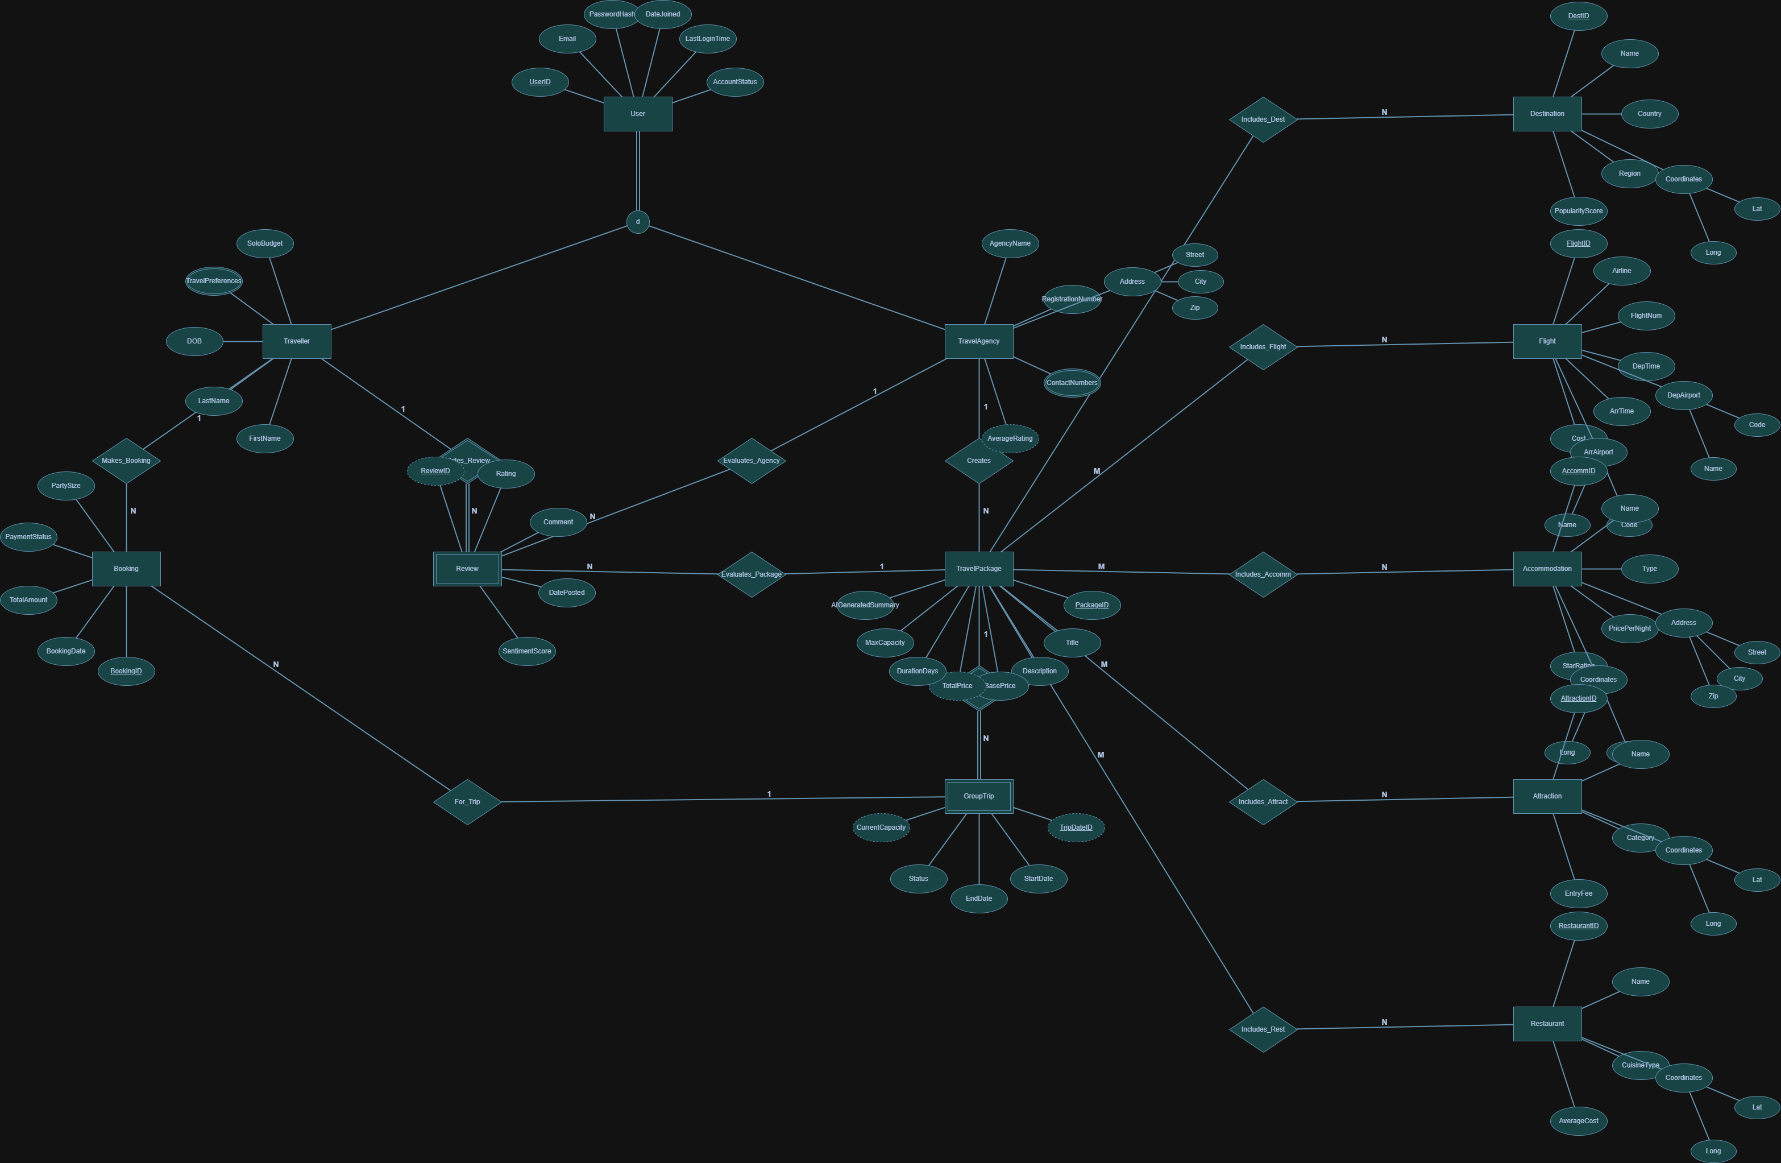 PasswordHash
DateJoined
Email
LastLoginTime
UserID
AccountStatus
User
d
DestID
Name
Includes_Dest
N
Destination
Country
Region
Coordinates
Lat
Long
PopularityScore
SoloBudget
TravelPreferences
DOB
Traveller
LastName
FirstName
1
1
AgencyName
RegistrationNumber
Address
Street
City
Zip
TravelAgency
ContactNumbers
AverageRating
1
1
FlightID
Airline
FlightNum
Includes_Flight
N
Flight
DepTime
DepAirport
ArrTime
Code
Name
Cost
ArrAirport
Name
Code
M
Makes_Booking
N
PartySize
PaymentStatus
Booking
TotalAmount
BookingDate
BookingID
N
ReviewID
Rating
N
Comment
Review
DatePosted
SentimentScore
Evaluates_Agency
N
N
Evaluates_Package
1
Creates
N
TravelPackage
AIGeneratedSummary
MaxCapacity
DurationDays
TotalPrice
BasePrice
Description
Title
PackageID
1
N
M
Includes_Accomm
N
AccommID
Name
Accommodation
Type
PricePerNight
Address
Street
City
Zip
Coordinates
Long
M
M
For_Trip
1
GroupTrip
CurrentCapacity
Status
EndDate
StartDate
TripDateID
Includes_Attract
N
AttractionID
Name
Attraction
Category
Coordinates
Lat
Long
EntryFee
Includes_Rest
N
RestaurantID
Name
Restaurant
CuisineType
Coordinates
Lat
Long
AverageCost